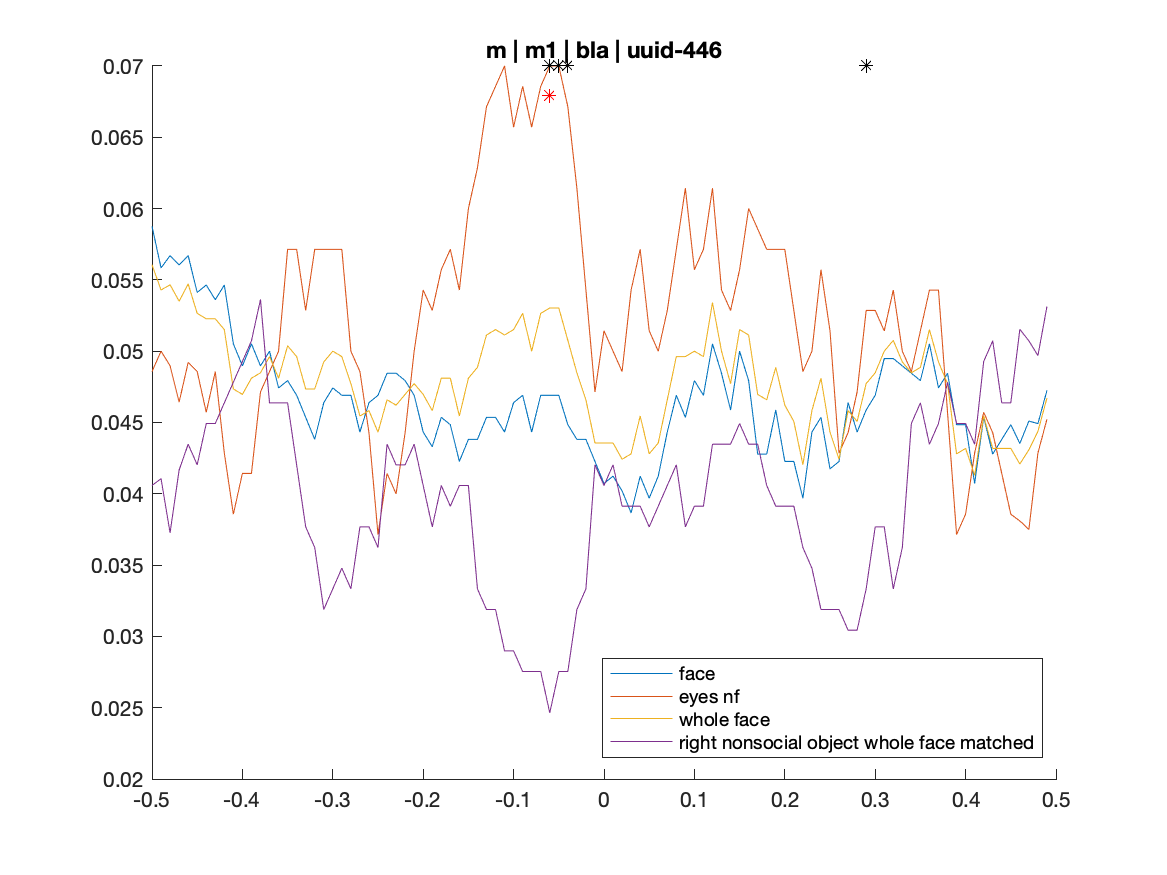 m | m1 | bla | uuid-446
0.07
0.065
0.06
0.055
0.05
0.045
0.04
0.035
0.03
0.025
0.02
face
eyes nf
whole face
right nonsocial object whole face matched
-0.5 -0.4 -0.3 -0.2 -0.1 0 0.1 0.2 0.3 0.4 0.5